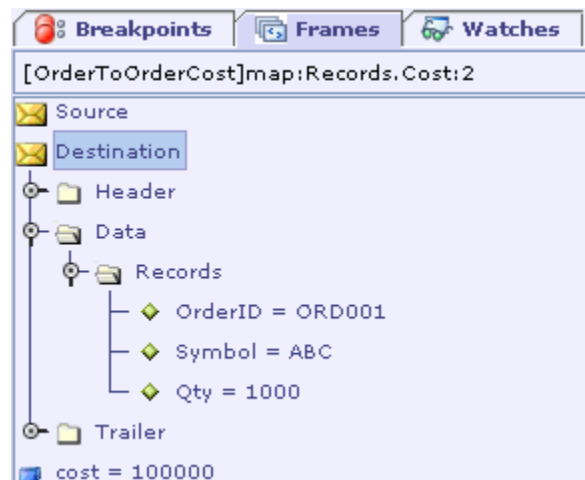 Breakpoints Frames Watches
[OrderToOrderCost]map:Records.Cost:2
Source
Destination
Header
Data
Records
OrderID = ORD001
Symbol = ABC
Qty = 1000
Trailer
cost = 100000